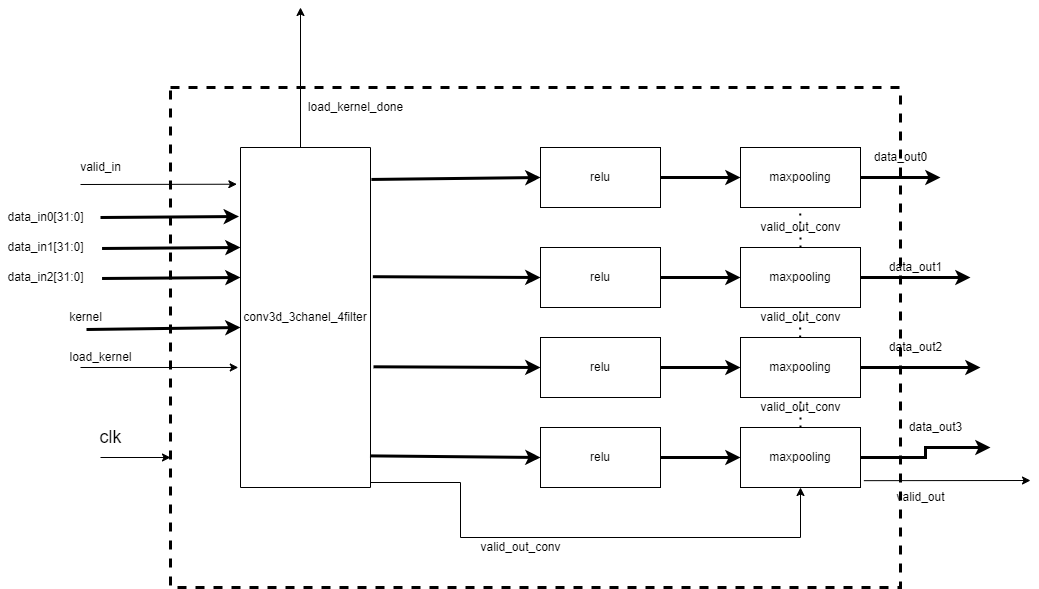 load_kernel_done
valid_in
relu
maxpooling
data_out0
data_in0[31:0]
valid_out_conv
data_in1[31:0]
data_in2[31:0]
relu
maxpooling
data_out1
kernel
conv3d_3chanel_4filter
valid_out_conv
load_kernel
relu
maxpooling
data_out2
valid_out_conv
clk
relu
maxpooling
data_out3
valid_out
valid_out_conv